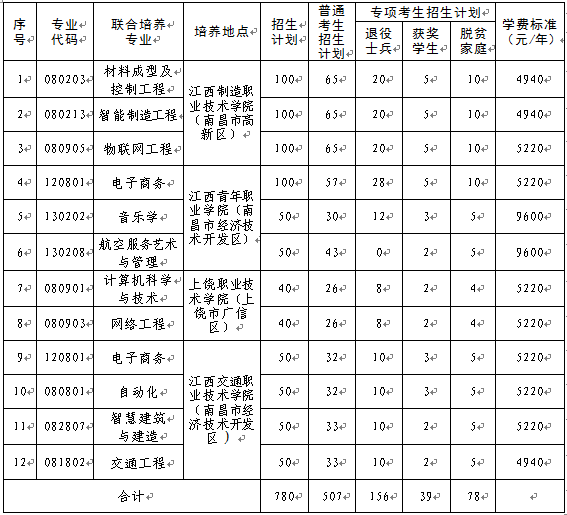 序号 专业代码 联合培养专业 培养地点 招生计划 普通考生招生计划 专项考生招生计划 学费标准（元/年）
退役士兵 获奖学生 脱贫家庭
1 080203 材料成型及控制工程 江西制造职业技术学院（南昌市高新区） 100 65 20 5 10 4940
2 080213 智能制造工程 100 65 20 5 10 4940
3 080905 物联网工程 100 65 20 5 10 5220
4 120801 电子商务 江西青年职业学院（南昌市经济技术开发区） 100 57 28 5 10 5220
5 130202 音乐学 50 30 12 3 5 9600
6 130208 航空服务艺术与管理 50 43 0 2 5 9600
7 080901 计算机科学与技术 上饶职业技术学院（上饶市广信区） 40 26 8 2 4 5220
8 080903 网络工程 40 26 8 2 4 5220
9 120801 电子商务 江西交通职业技术学院（南昌市经济技术开发区） 50 32 10 3 5 5220
10 080801 自动化 50 32 10 3 5 5220
11 082807 智慧建筑与建造 50 33 10 2 5 5220
12 081802 交通工程 50 33 10 2 5 4940
合计 780 507 156 39 78